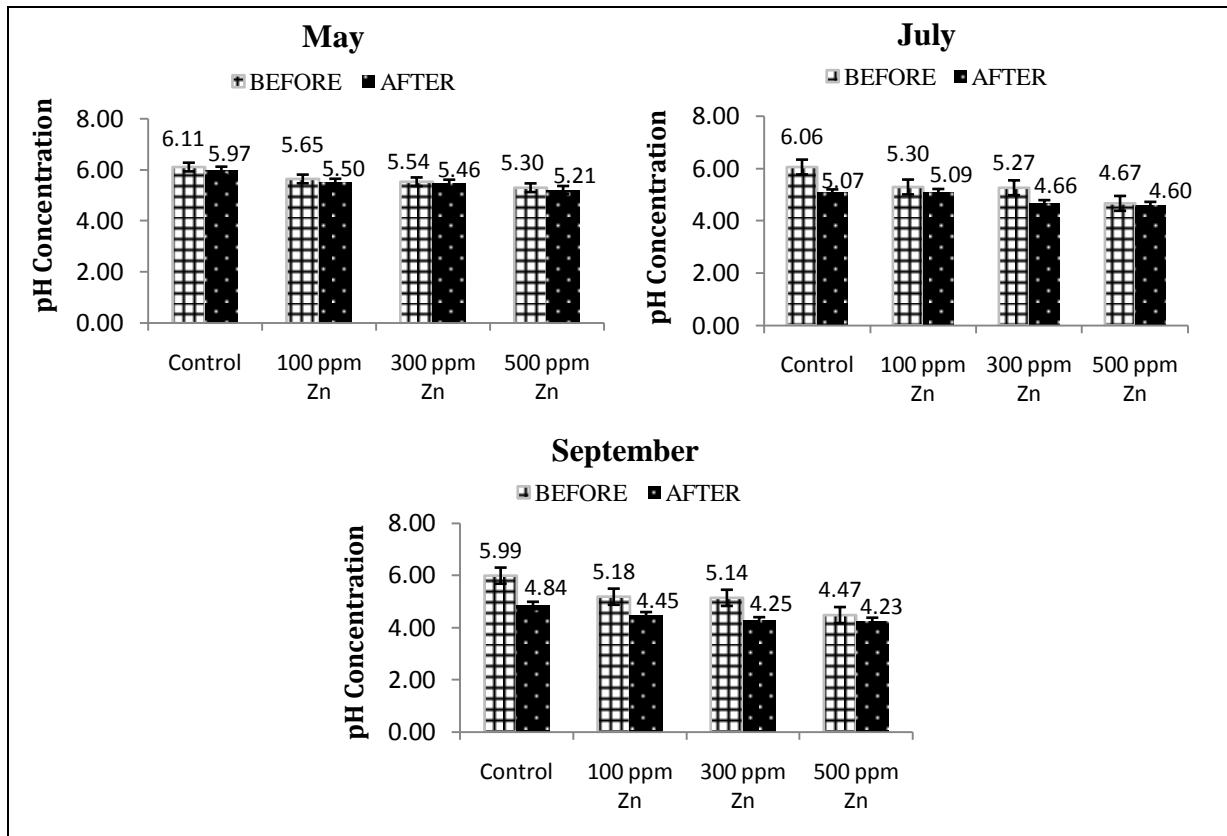 May
BEFORE AFTER
pH Concentration
8.00
6.00
4.00
2.00
0.00
6.11 5.97 5.65 5.50 5.54 5.46 5.30 5.21
Control 100 ppm Zn 300 ppm Zn 500 ppm Zn
July
BEFORE AFTER
pH Concentration
8.00
6.00
4.00
2.00
0.00
6.06 5.07 5.30 5.09 5.27 4.66 4.67 4.60
Control 100 ppm Zn 300 ppm Zn 500 ppm Zn
September
BEFORE AFTER
pH Concentration
8.00
6.00
4.00
2.00
0.00
5.99 4.84 5.18 4.45 5.14 4.25 4.47 4.23
Control 100 ppm Zn 300 ppm Zn 500 ppm Zn